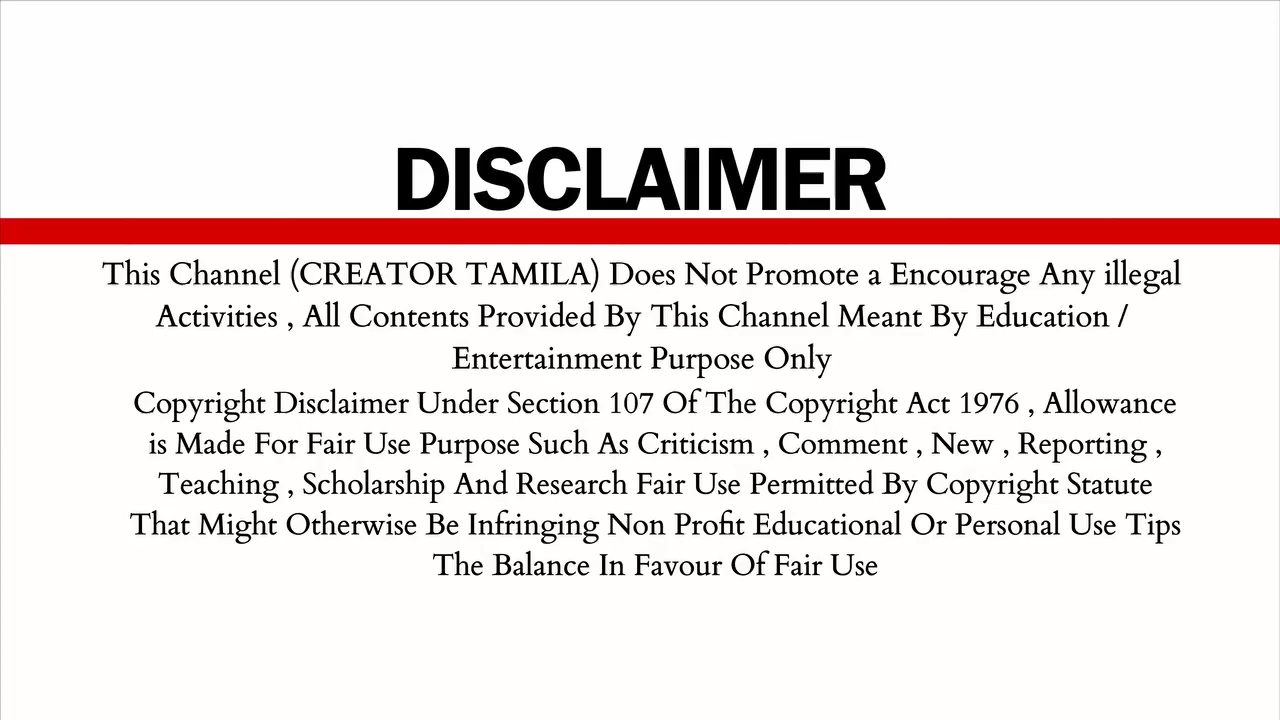 DISCLAIMER
This Channel (CREATOR TAMILA) Does Not Promote a Encourage Any illegal
Activities , All Contents Provided By This Channel Meant By Education /
Entertainment Purpose Only
Copyright Disclaimer Under Section 107 Of The Copyright Act 1976 , Allowance
is Made For Fair Use Purpose Such As Criticism , Comment , New , Reporting ,
Teaching , Scholarship And Research Fair Use Permitted By Copyright Statute
That Might Otherwise Be Infringing Non Profit Educational Or Personal Use Tips
The Balance In Favour Of Fair Use